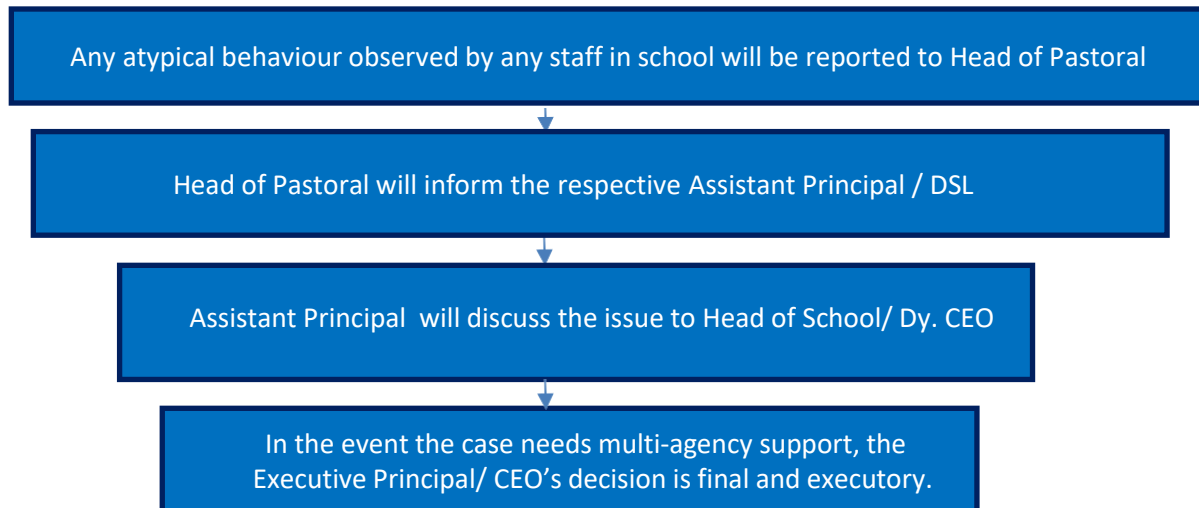 Any atypical behaviour observed by any staff in school will be reported to Head of Pastoral
Head of Pastoral will inform the respective Assistant Principal / DSL
Assistant Principal  will discuss the issue to Head of School/ Dy. CEO
In the event the case needs multi-agency support, the
Executive Principal/ CEO’s decision is final and executory.